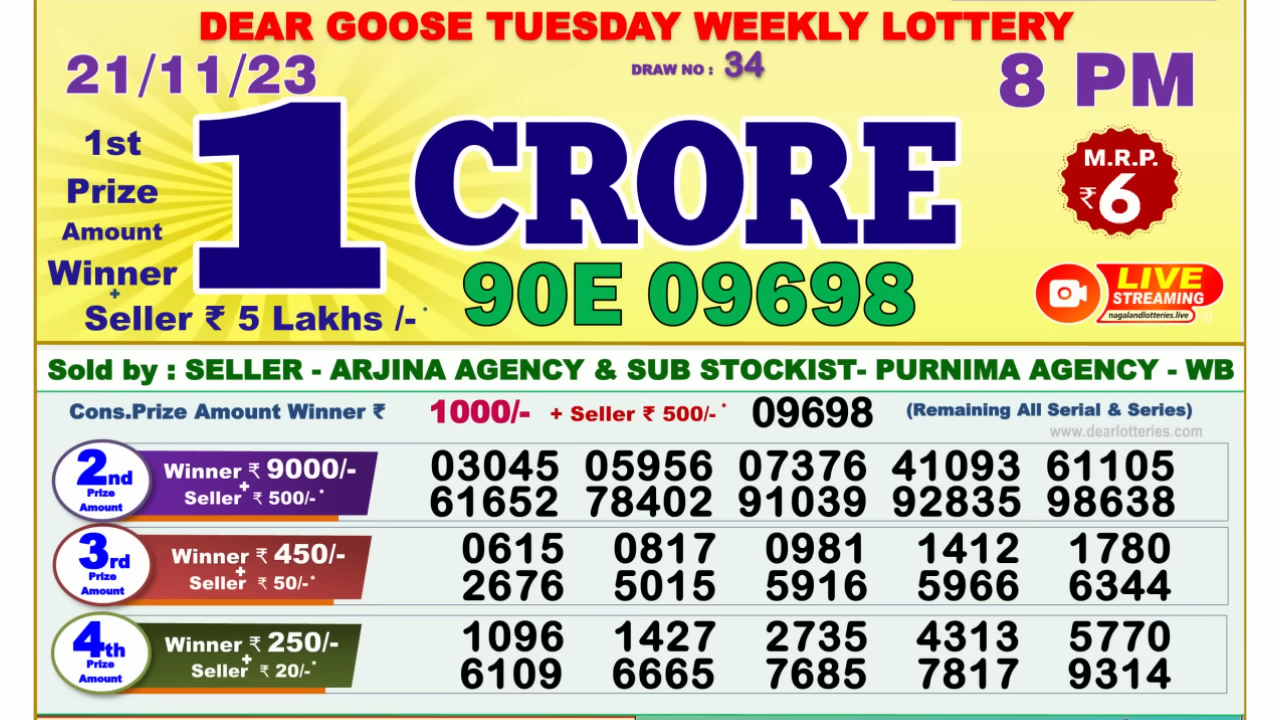 DEAR GOOSE TUESDAY WEEKLY LOTTERY
21/11/23
DRAW NO : 34
8 PM
1st
Prize
Amount
Winner
+
Seller ₹ 5 Lakhs /-*
1 CRORE
90E 09698
M.R.P.
₹6
LIVE
STREAMING
nagalandlotteries.live
Sold by : SELLER - ARJINA AGENCY & SUB STOCKIST- PURNIMA AGENCY - WB
Cons.Prize Amount Winner ₹ 1000/- + Seller ₹ 500/-* 09698 (Remaining All Serial & Series)
www.dearlotteries.com
2nd
Prize
Amount
Winner ₹ 9000/-
+
Seller ₹ 500/-*
03045 05956 07376 41093 61105
61652 78402 91039 92835 98638
3rd
Prize
Amount
Winner ₹ 450/-
+
Seller ₹ 50/-*
0615 0817 0981 1412 1780
2676 5015 5916 5966 6344
4th
Prize
Amount
Winner ₹ 250/-
+
Seller ₹ 20/-*
1096 1427 2735 4313 5770
6109 6665 7685 7817 9314